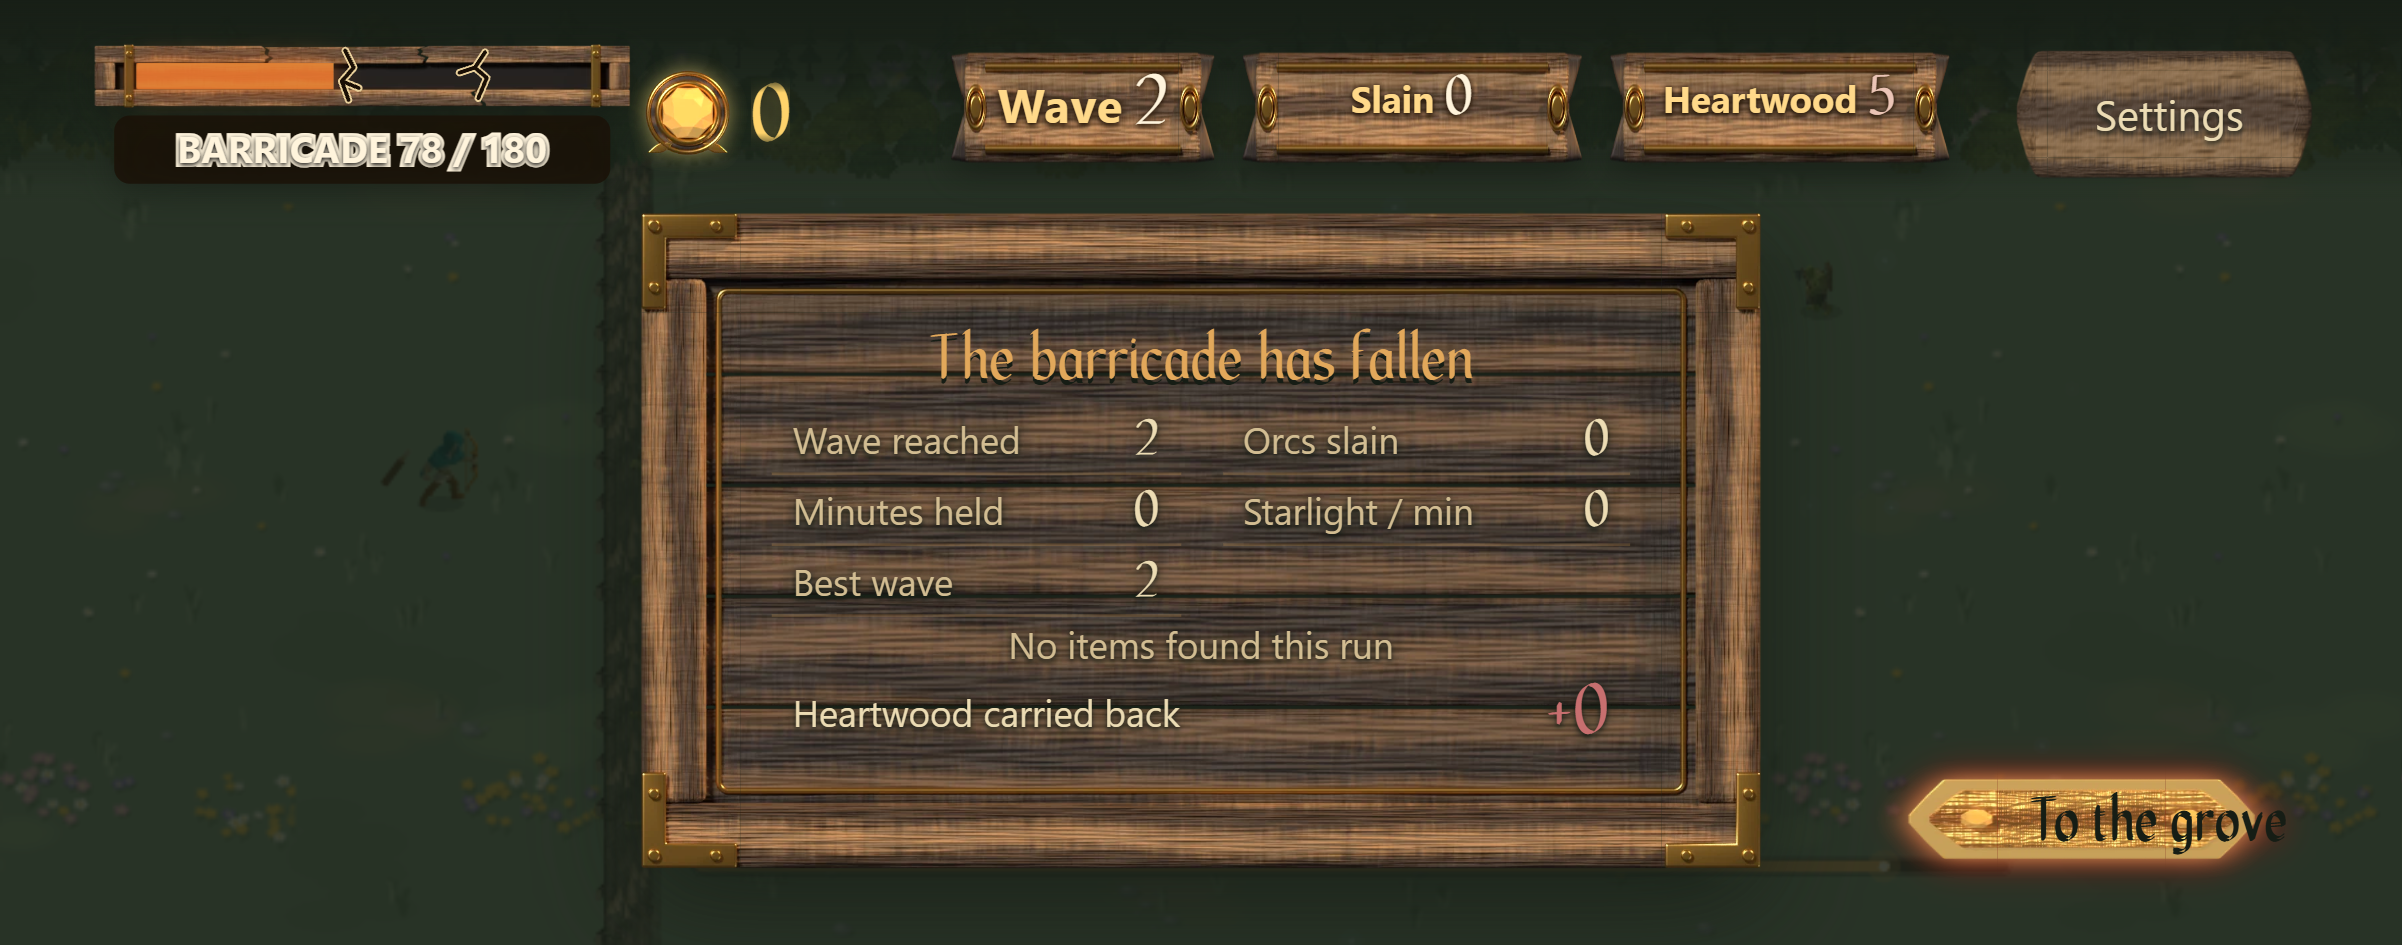 BARRICADE 78 / 180
0
Wave 2
Slain 0
Heartwood 5
Settings
The barricade has fallen
Wave reached 2
Orcs slain 0
Minutes held 0
Starlight / min 0
Best wave 2
No items found this run
Heartwood carried back +0
To the grove